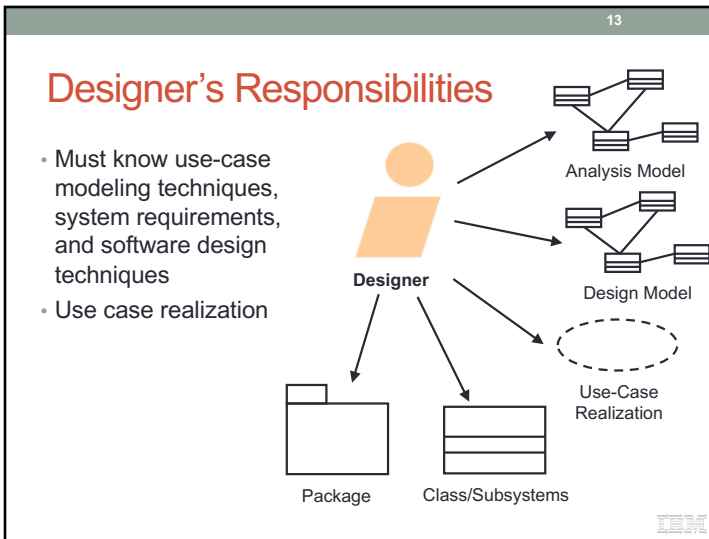 13
Designer's Responsibilities
• Must know use-case
modeling techniques,
system requirements,
and software design
techniques
• Use case realization
Designer
Analysis Model
Design Model
Use-Case
Realization
Package
Class/Subsystems
IBM